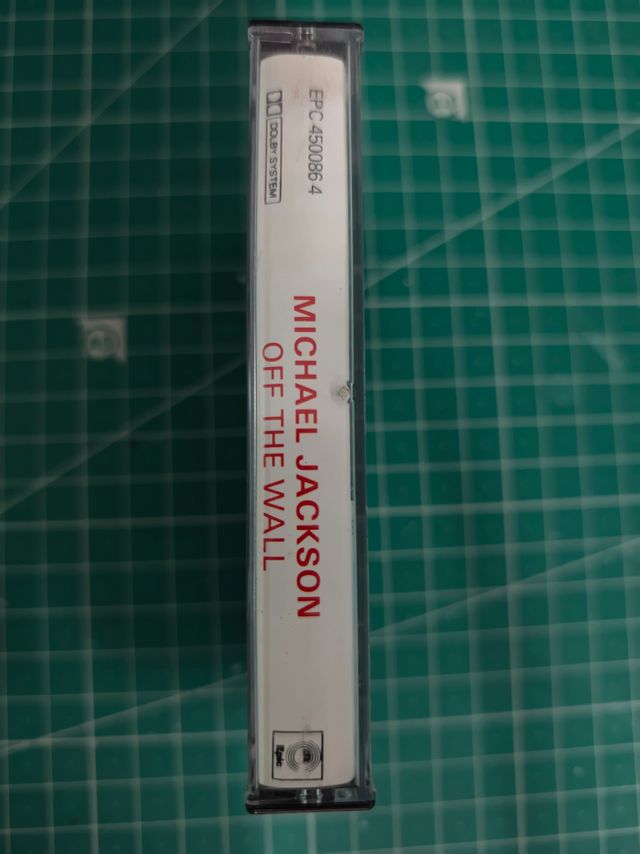 EPC 450086 4
DOLBY SYSTEM
MICHAEL JACKSON
OFF THE WALL
Epic